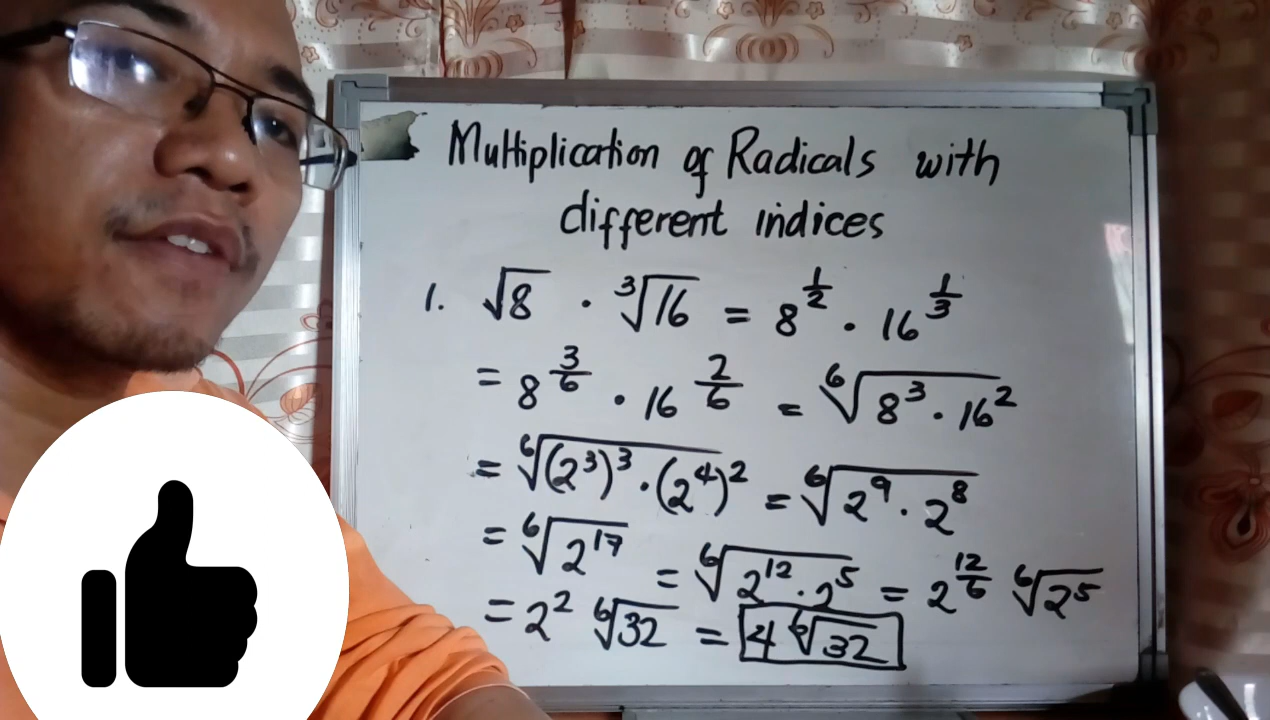 Multiplication of Radicals with
different indices
1. √8 · ³√16 = 8^(1/2) · 16^(1/3)
= 8^(3/6) · 16^(2/6) = ⁶√(8³ · 16²)
= ⁶√((2³)³ · (2⁴)²) = ⁶√(2⁹ · 2⁸)
= ⁶√(2¹⁷) = ⁶√(2¹² · 2⁵) = 2^(12/6) ⁶√(2⁵)
= 2² ⁶√32 = 4 ⁶√32